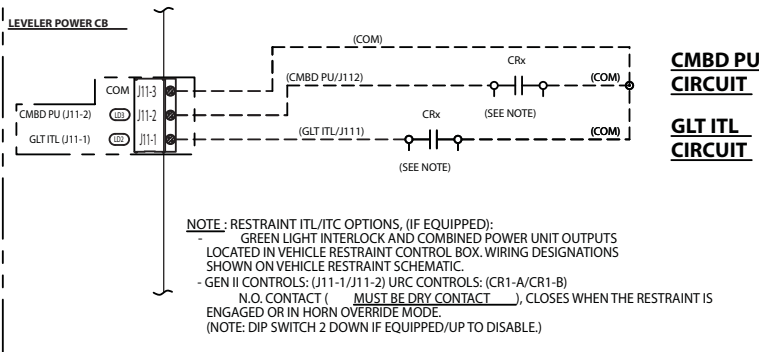 LEVELER POWER CB
(COM)
CRx
CMBD PU
CIRCUIT
COM J11-3
(CMBD PU/J112)
(COM)
CMBD PU (J11-2) LD3 J11-2
(SEE NOTE)
CRx
GLT ITL
CIRCUIT
GLT ITL (J11-1) LD2 J11-1
(GLT ITL/J111)
(COM)
(SEE NOTE)
NOTE : RESTRAINT ITL/ITC OPTIONS, (IF EQUIPPED):
- GREEN LIGHT INTERLOCK AND COMBINED POWER UNIT OUTPUTS
LOCATED IN VEHICLE RESTRAINT CONTROL BOX. WIRING DESIGNATIONS
SHOWN ON VEHICLE RESTRAINT SCHEMATIC.
- GEN II CONTROLS: (J11-1/J11-2) URC CONTROLS: (CR1-A/CR1-B)
N.O. CONTACT ( MUST BE DRY CONTACT ), CLOSES WHEN THE RESTRAINT IS
ENGAGED OR IN HORN OVERRIDE MODE.
(NOTE: DIP SWITCH 2 DOWN IF EQUIPPED/UP TO DISABLE.)